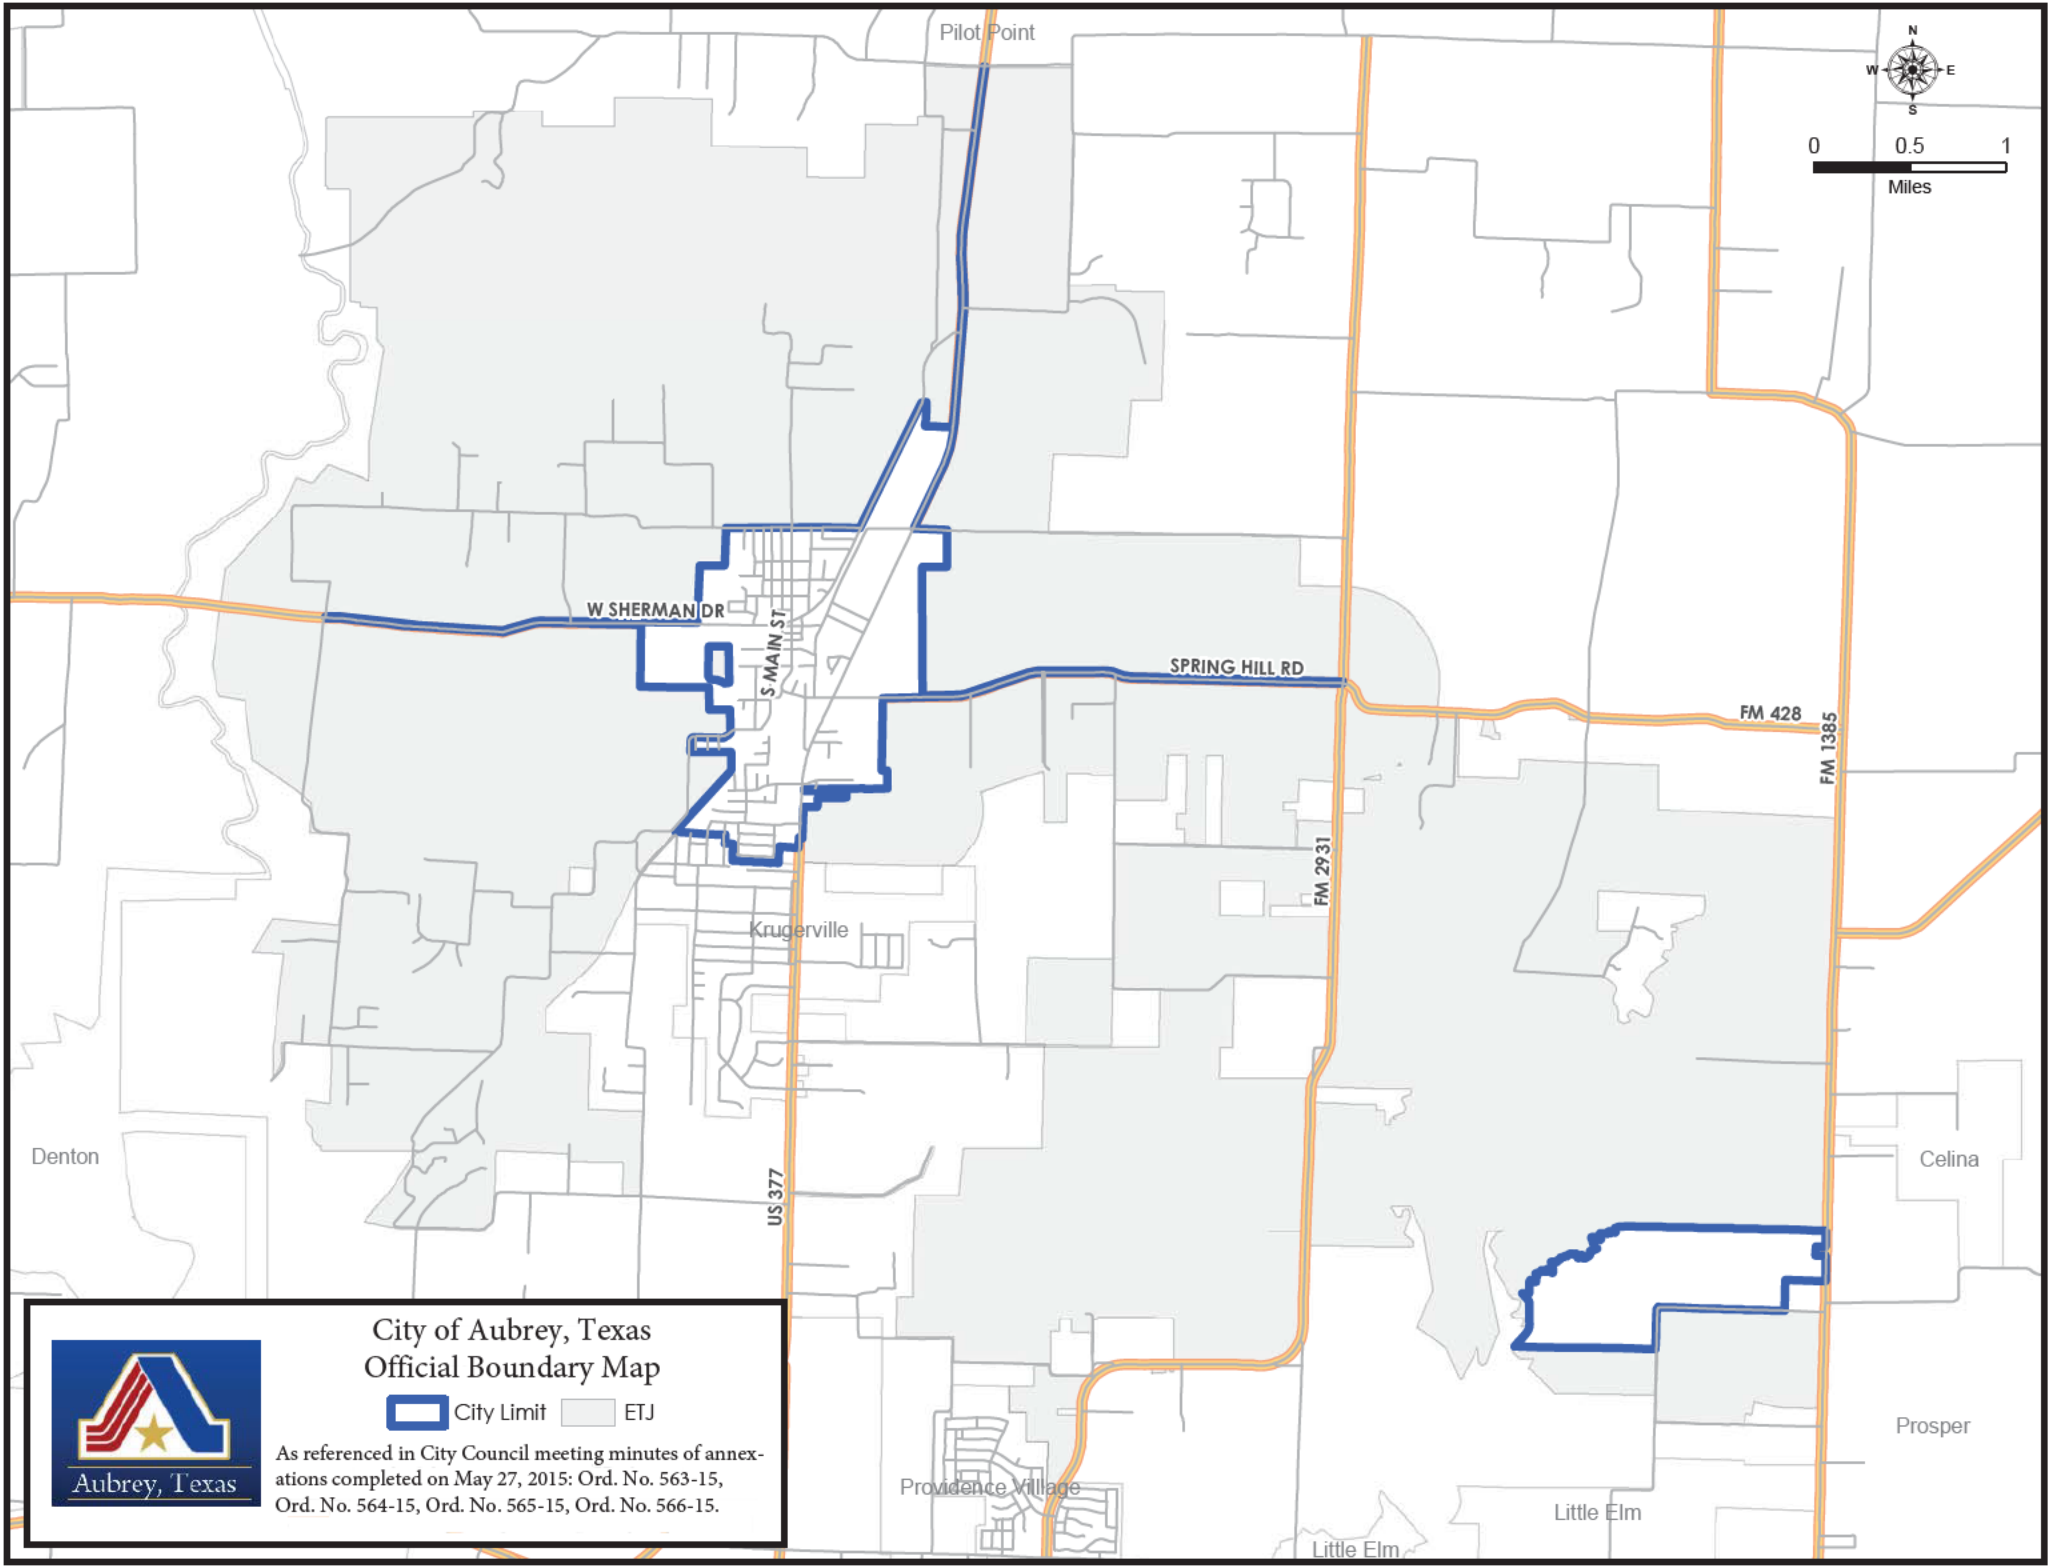 Pilot Point
N
W E
S
0 0.5 1
Miles
W SHERMAN DR
S MAIN ST
SPRING HILL RD
FM 428
FM 1385
FM 2931
Krugerville
Denton
Celina
US 377
City of Aubrey, Texas
Official Boundary Map
City Limit ETJ
As referenced in City Council meeting minutes of annex-
ations completed on May 27, 2015: Ord. No. 563-15,
Ord. No. 564-15, Ord. No. 565-15, Ord. No. 566-15.
Aubrey, Texas
Prosper
Providence Village
Little Elm
Little Elm